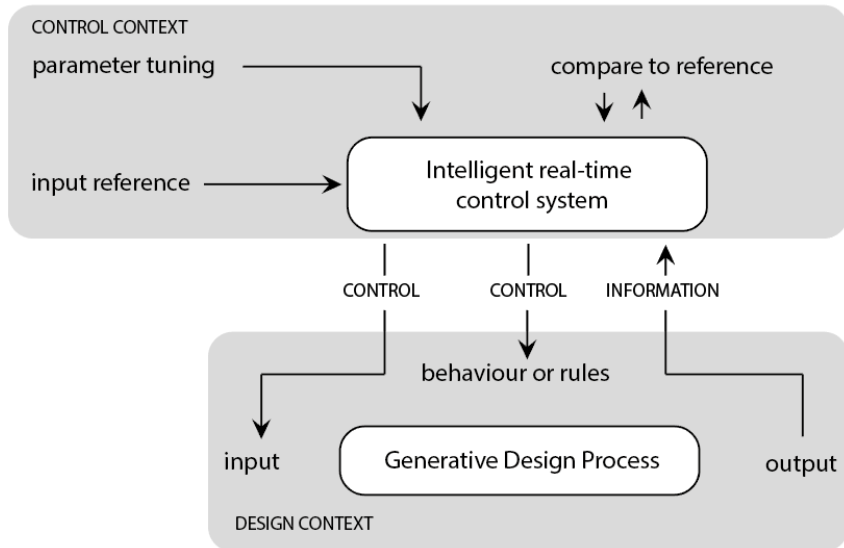 CONTROL CONTEXT
parameter tuning
compare to reference
input reference
Intelligent real-time
control system
CONTROL
CONTROL
INFORMATION
behaviour or rules
input
Generative Design Process
output
DESIGN CONTEXT